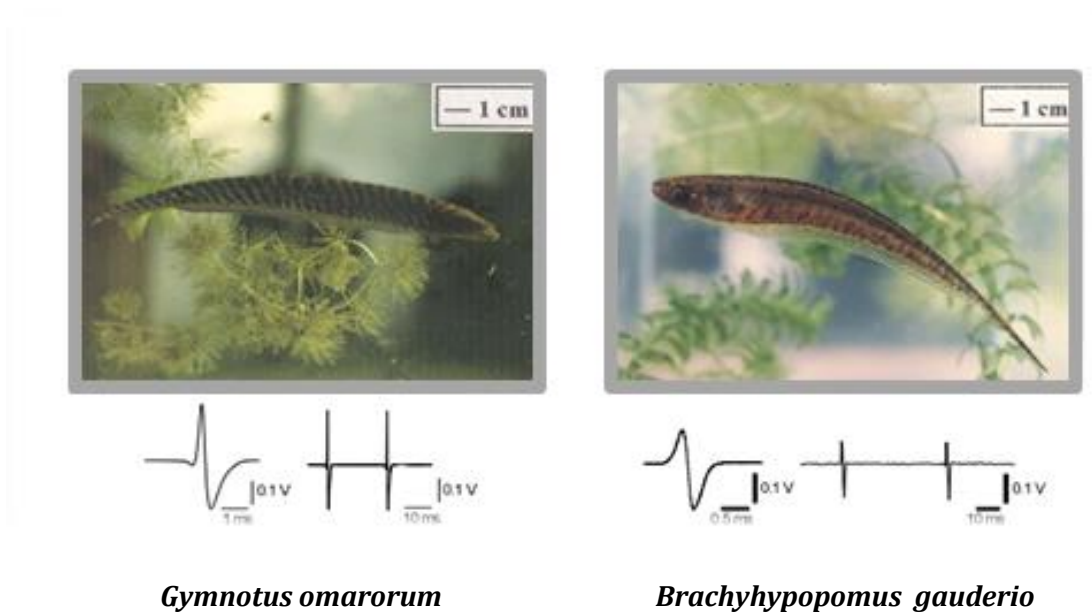 1 cm
1 cm
0.1 V
1 ms
0.1 V
10 ms
0.1 V
0.5 ms
0.1 V
10 ms
Gymnotus omarorum
Brachyhypopomus gauderio